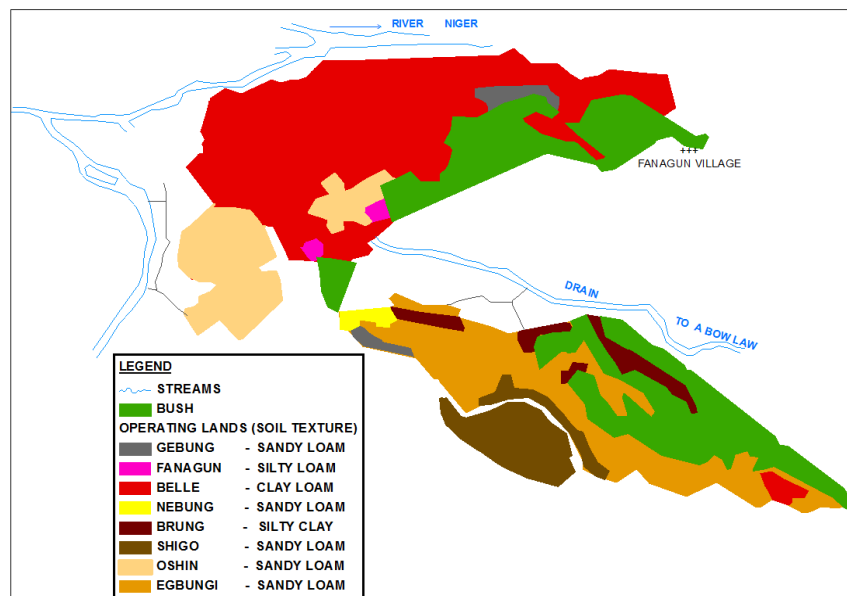 RIVER NIGER
+++
FANAGUN VILLAGE
DRAIN
TO A BOW LAW
LEGEND
STREAMS
BUSH
OPERATING LANDS (SOIL TEXTURE)
GEBUNG - SANDY LOAM
FANAGUN - SILTY LOAM
BELLE - CLAY LOAM
NEBUNG - SANDY LOAM
BRUNG - SILTY CLAY
SHIGO - SANDY LOAM
OSHIN - SANDY LOAM
EGBUNGI - SANDY LOAM